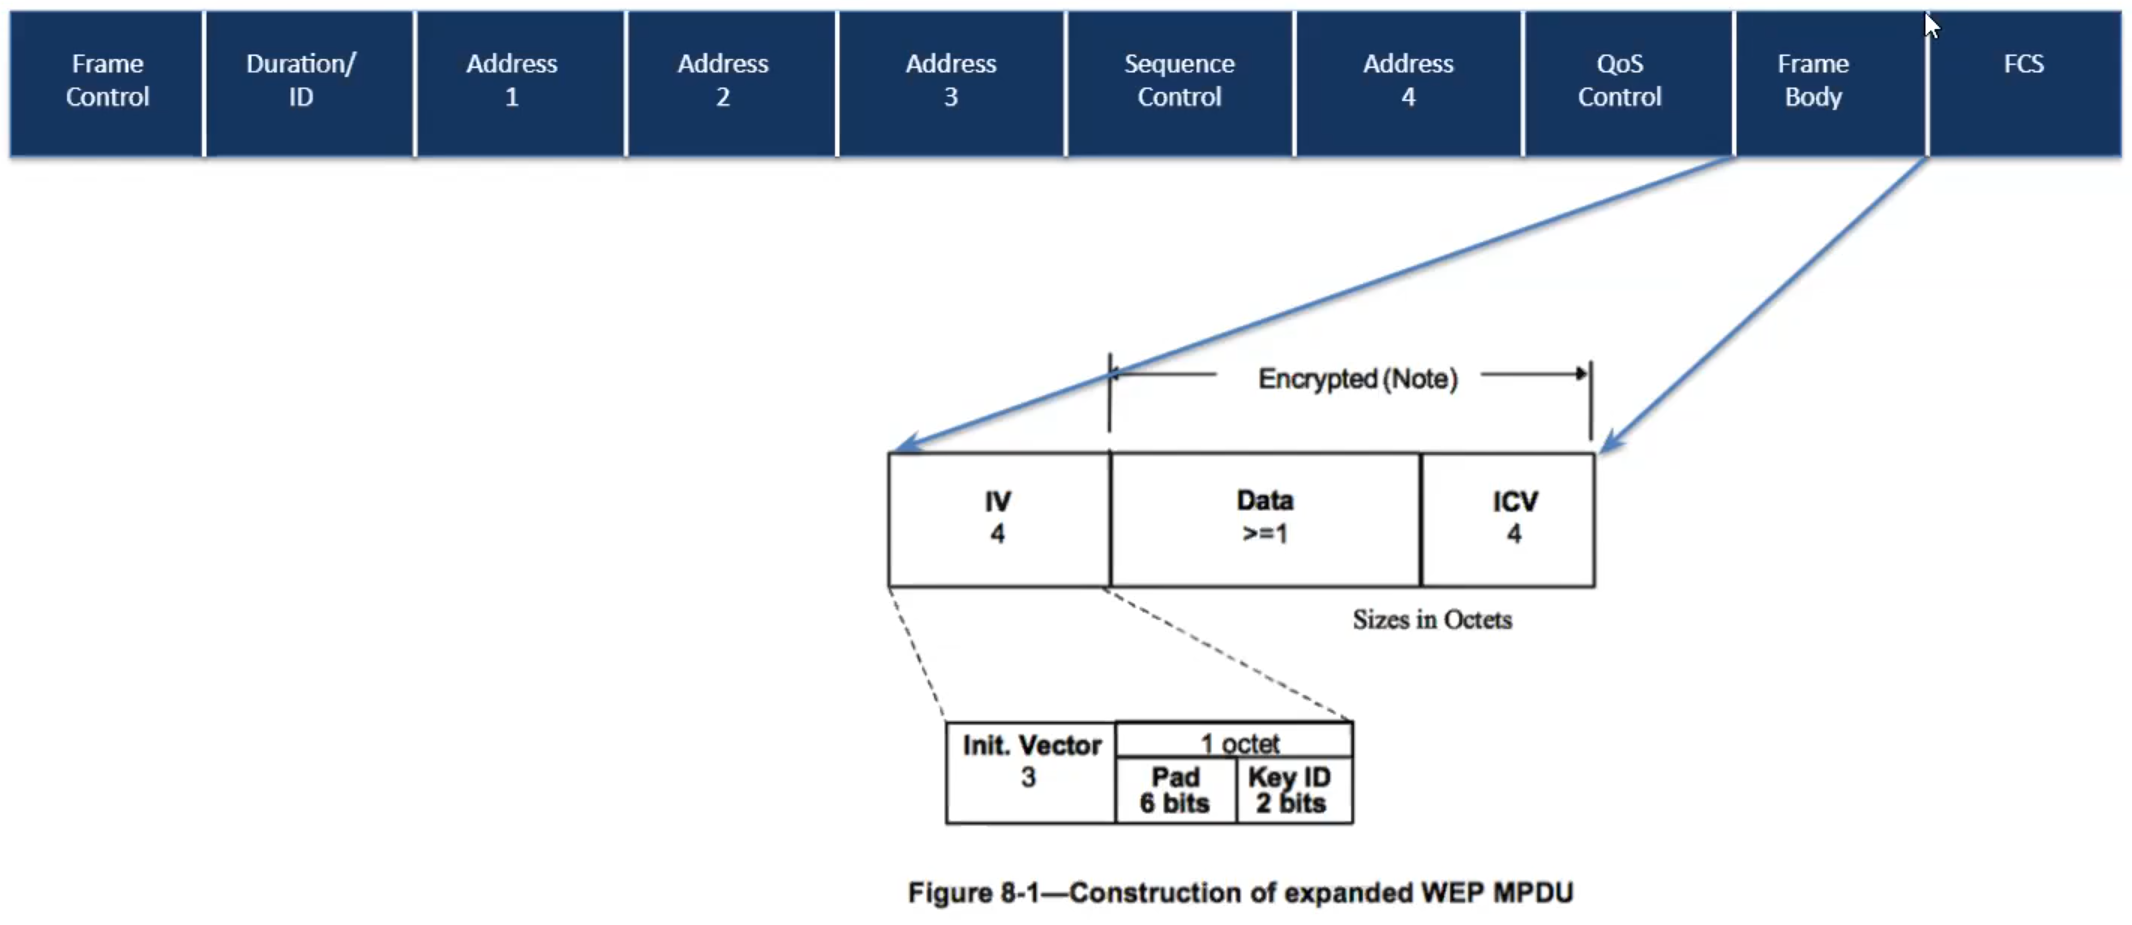 Frame
Control
Duration/
ID
Address
1
Address
2
Address
3
Sequence
Control
Address
4
QoS
Control
Frame
Body
FCS
Encrypted (Note)
IV
4
Data
>=1
ICV
4
Sizes in Octets
Init. Vector
3
1 octet
Pad
6 bits
Key ID
2 bits
Figure 8-1—Construction of expanded WEP MPDU